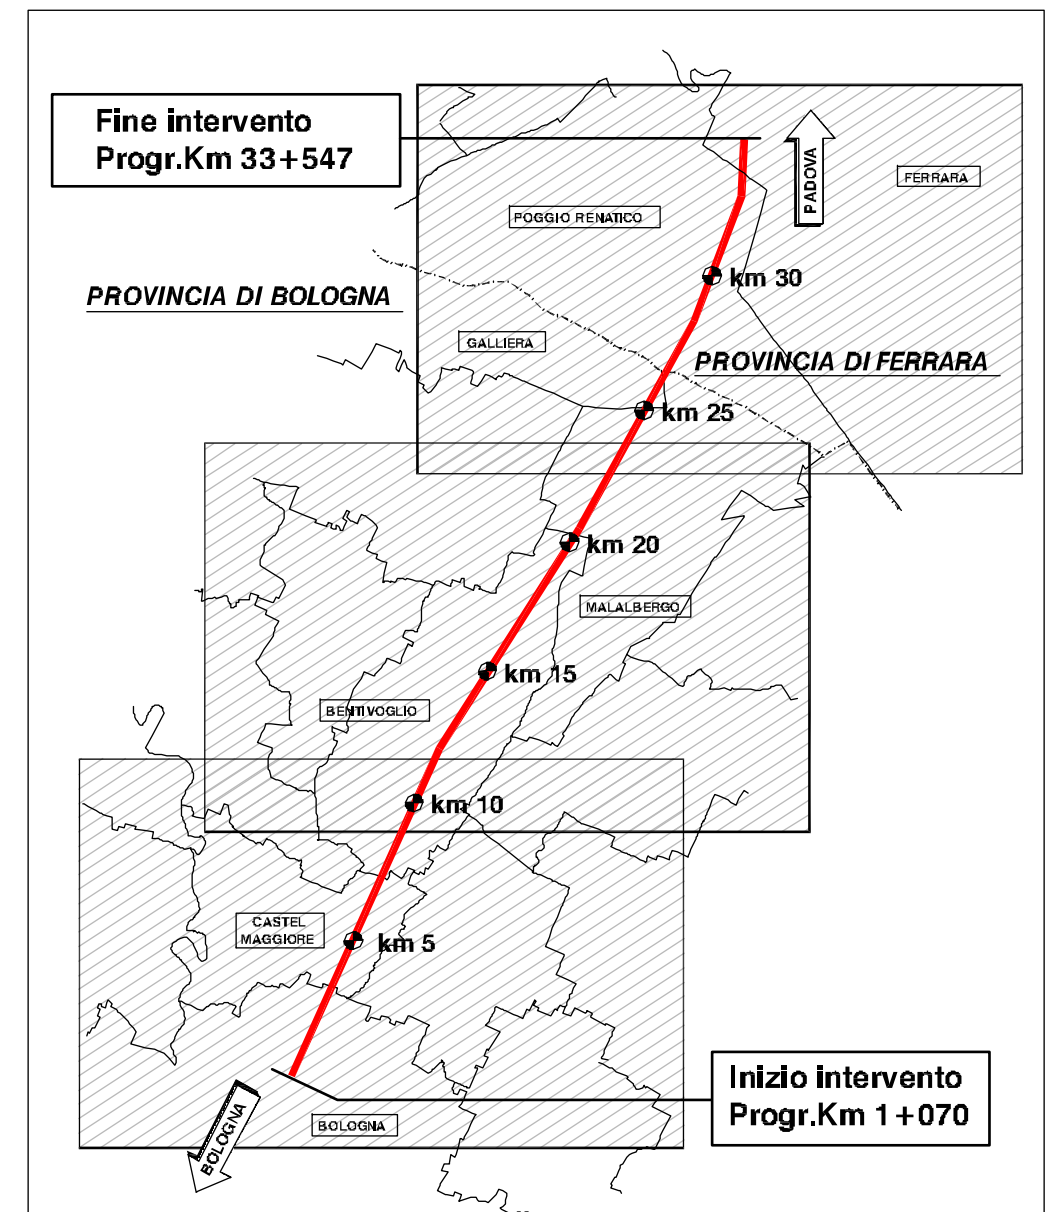 Fine intervento
Progr.Km 33+547
PADOVA
FERRARA
POGGIO RENATICO
km 30
PROVINCIA DI BOLOGNA
GALLIERA
PROVINCIA DI FERRARA
km 25
km 20
MALALBERGO
km 15
BENTIVOGLIO
km 10
CASTEL
MAGGIORE
km 5
Inizio intervento
Progr.Km 1+070
BOLOGNA
BOLOGNA